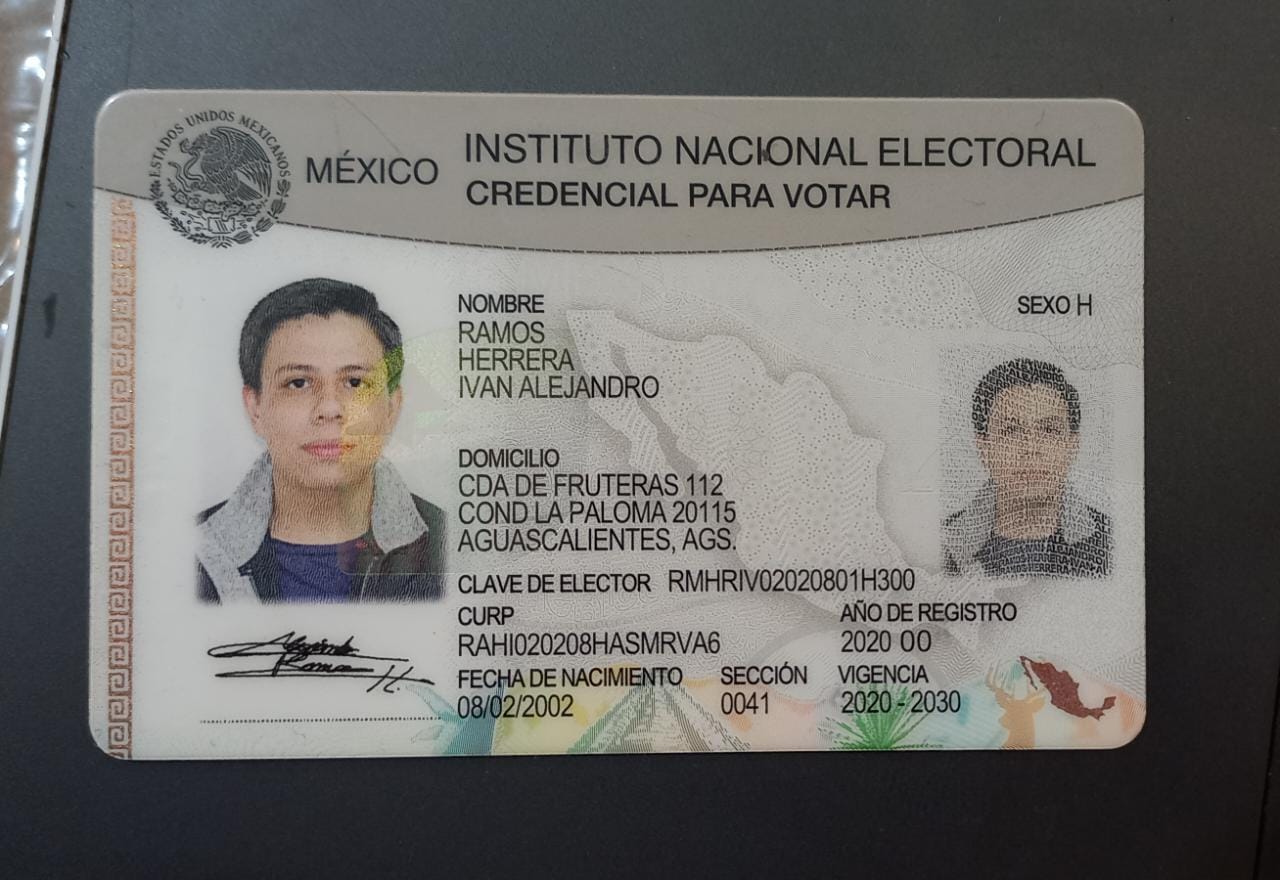 ESTADOS UNIDOS MEXICANOS
MÉXICO
INSTITUTO NACIONAL ELECTORAL
CREDENCIAL PARA VOTAR
NOMBRE
RAMOS
HERRERA
IVAN ALEJANDRO
SEXO H
DOMICILIO
CDA DE FRUTERAS 112
COND LA PALOMA 20115
AGUASCALIENTES, AGS.
CLAVE DE ELECTOR RMHRIV02020801H300
CURP
RAHI020208HASMRVA6
AÑO DE REGISTRO
2020 00
FECHA DE NACIMIENTO
08/02/2002
SECCIÓN
0041
VIGENCIA
2020 - 2030